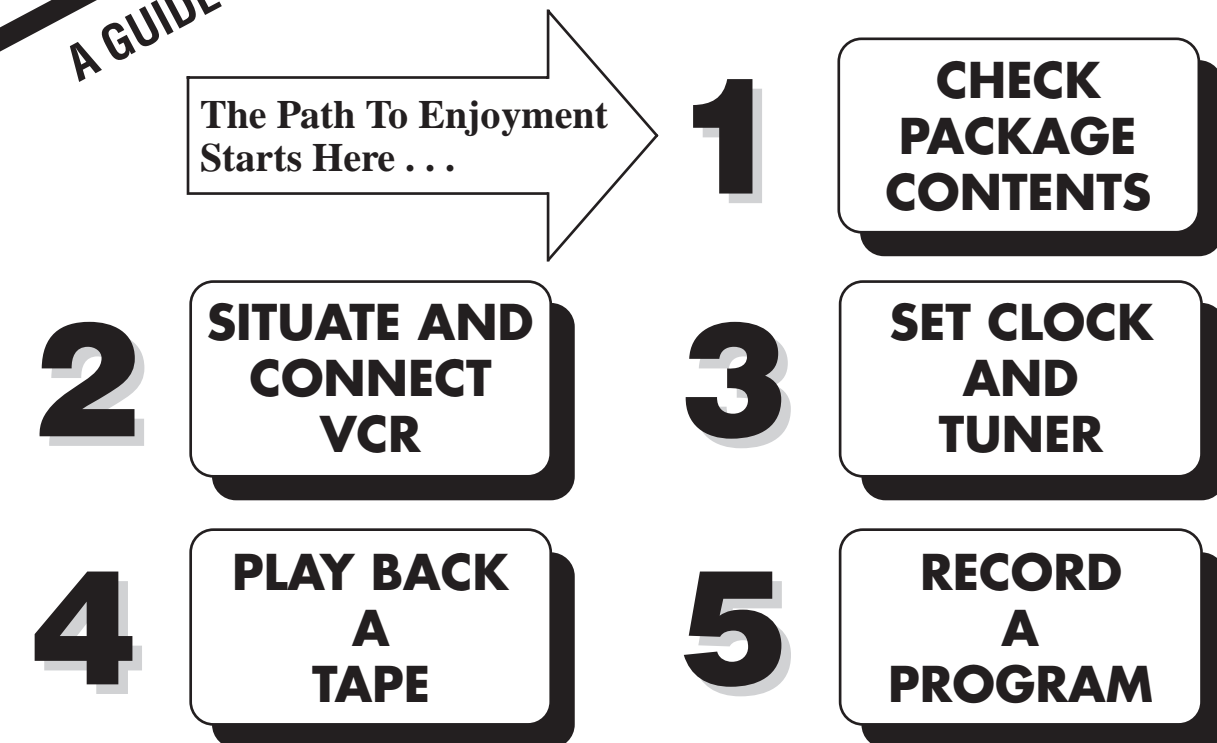 A GUIDE
The Path To Enjoyment
Starts Here . . .
1
CHECK
PACKAGE
CONTENTS
2
SITUATE AND
CONNECT
VCR
3
SET CLOCK
AND
TUNER
4
PLAY BACK
A
TAPE
5
RECORD
A
PROGRAM